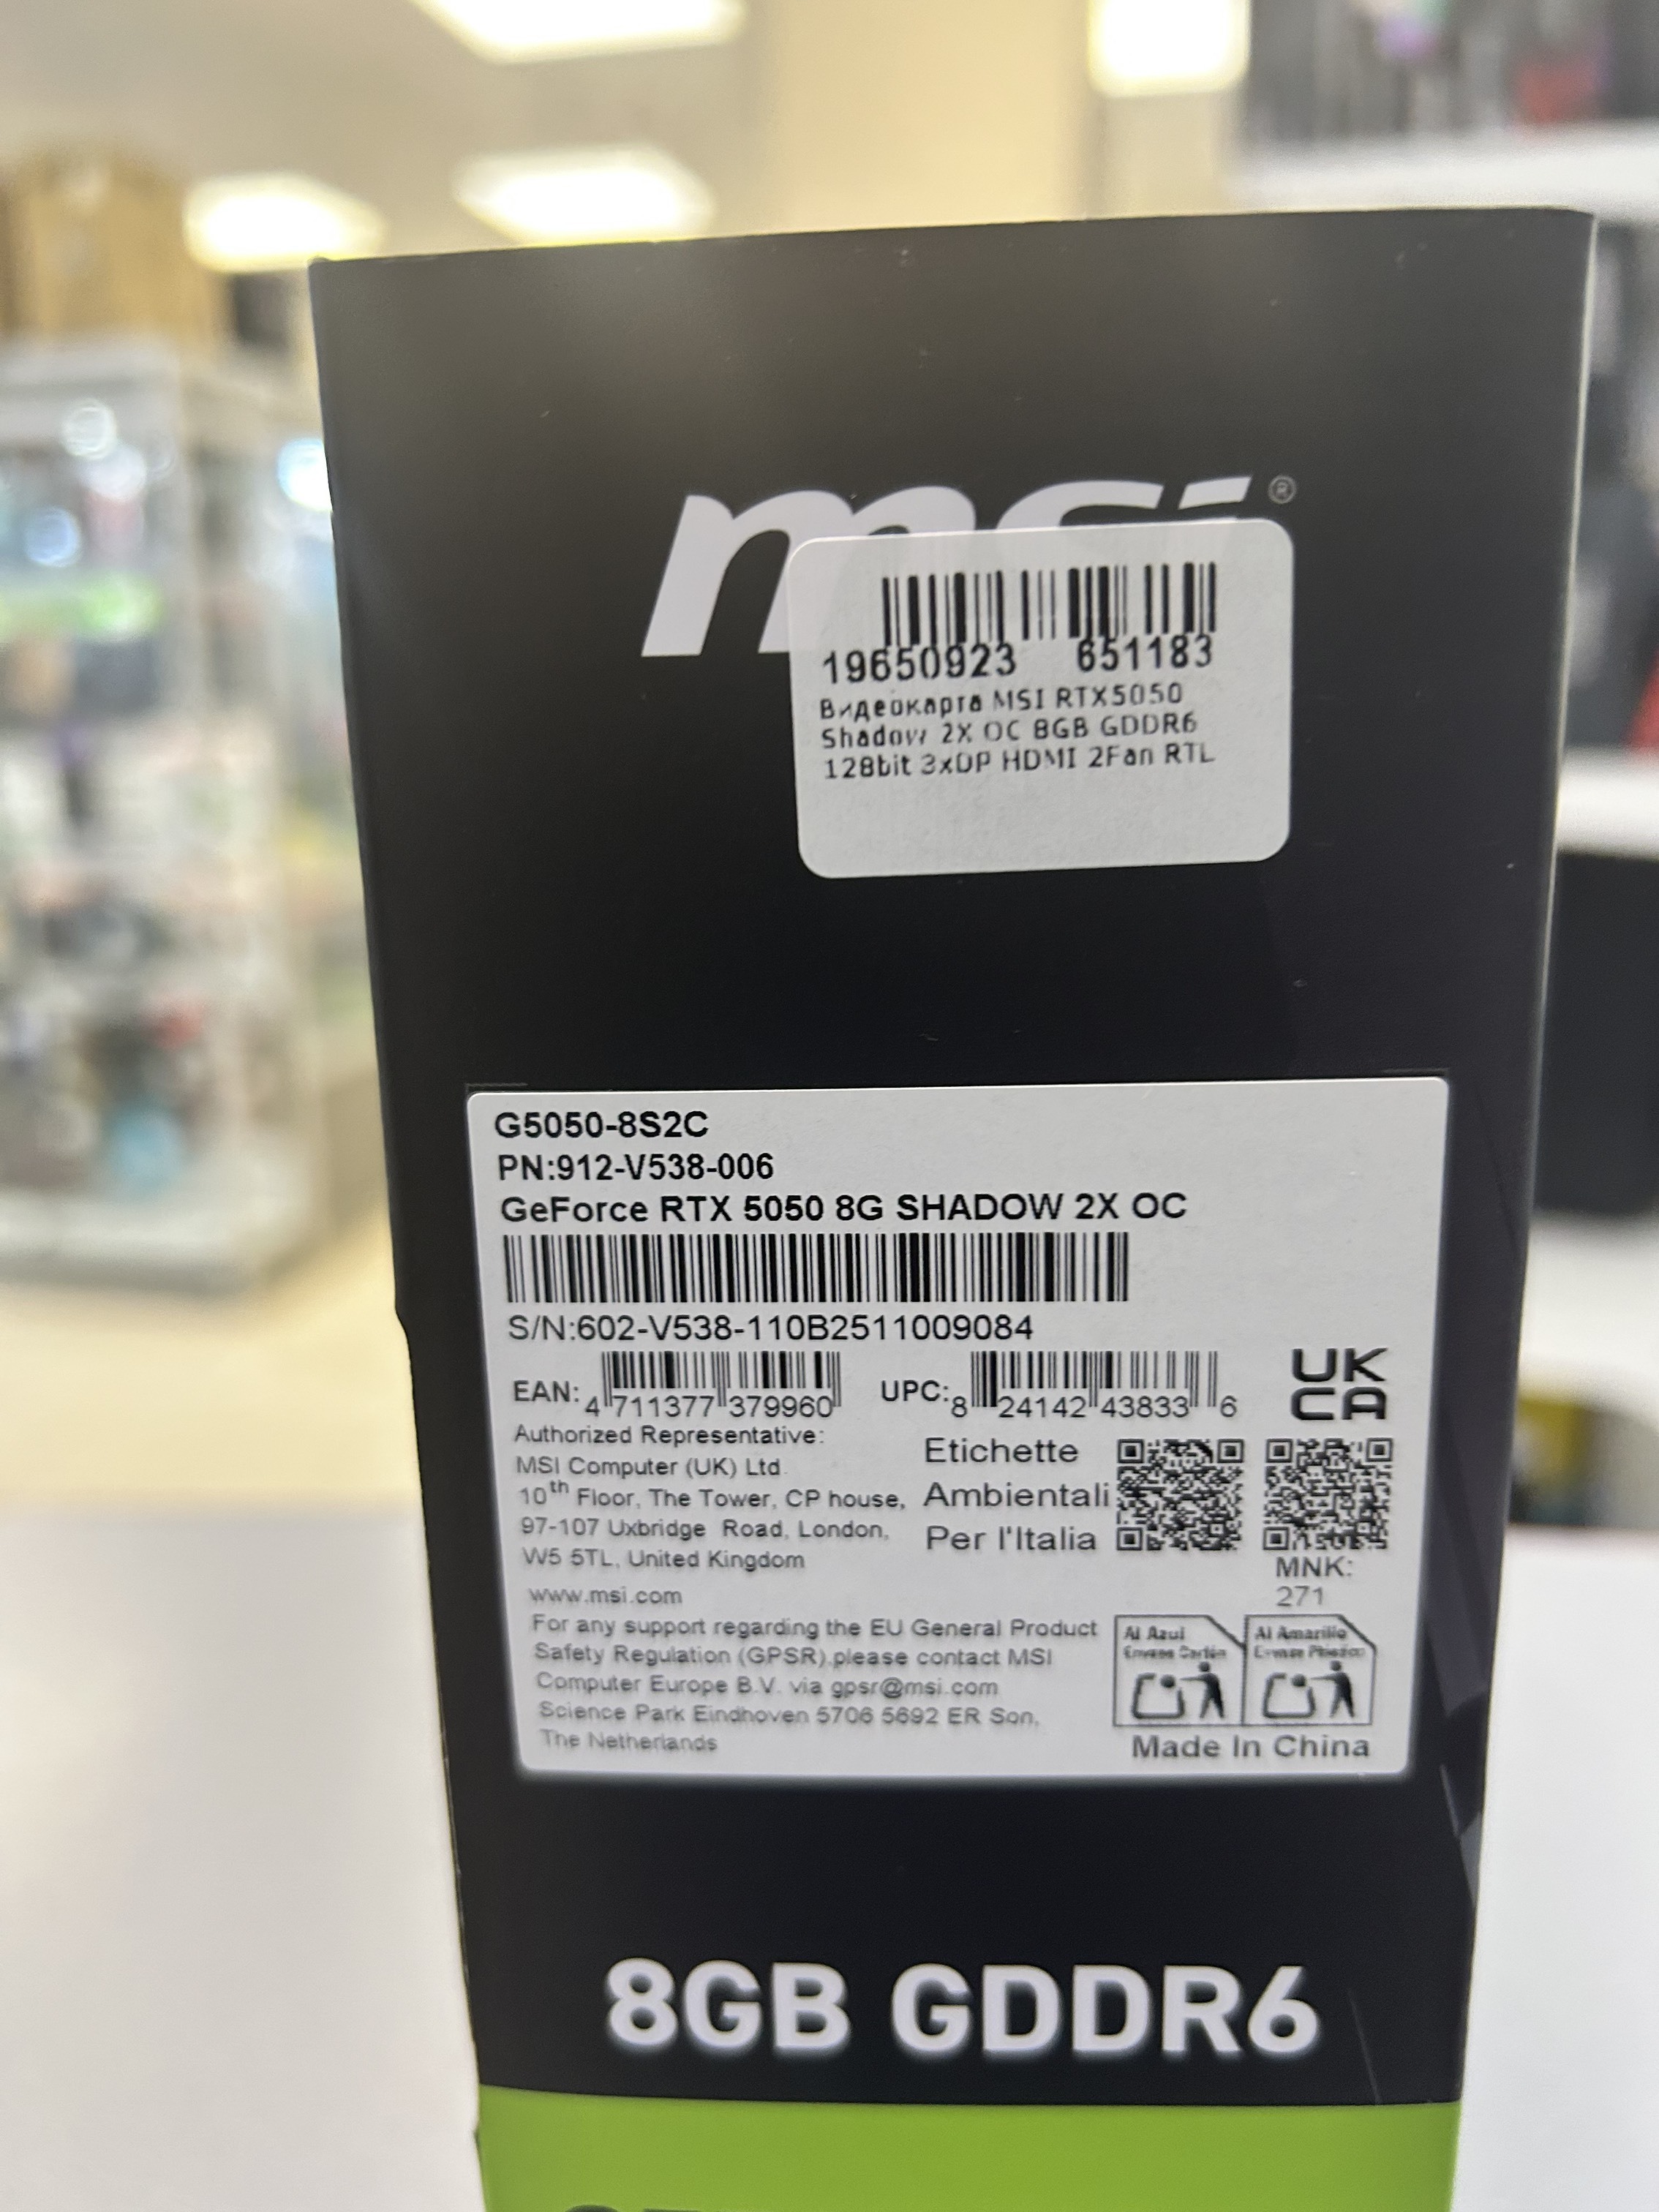 msi®
19650923 651183
Видеокарта MSI RTX5050
Shadow 2X OC 8GB GDDR6
128bit 3xDP HDMI 2Fan RTL
G5050-8S2C
PN:912-V538-006
GeForce RTX 5050 8G SHADOW 2X OC
S/N:602-V538-110B2511009084
EAN: 4 711377 379960 UPC: 8 24142 43833 6
UK
CA
Authorized Representative:
MSI Computer (UK) Ltd.
10th Floor, The Tower, CP house,
97-107 Uxbridge Road, London,
W5 5TL, United Kingdom
Etichette
Ambientali
Per l'Italia
MNK:
271
www.msi.com
For any support regarding the EU General Product
Safety Regulation (GPSR),please contact MSI
Computer Europe B.V. via gpsr@msi.com
Science Park Eindhoven 5706 5692 ER Son,
The Netherlands
Al Azul
Envase Cartón
Al Amarillo
Envase Plástico
Made In China
8GB GDDR6